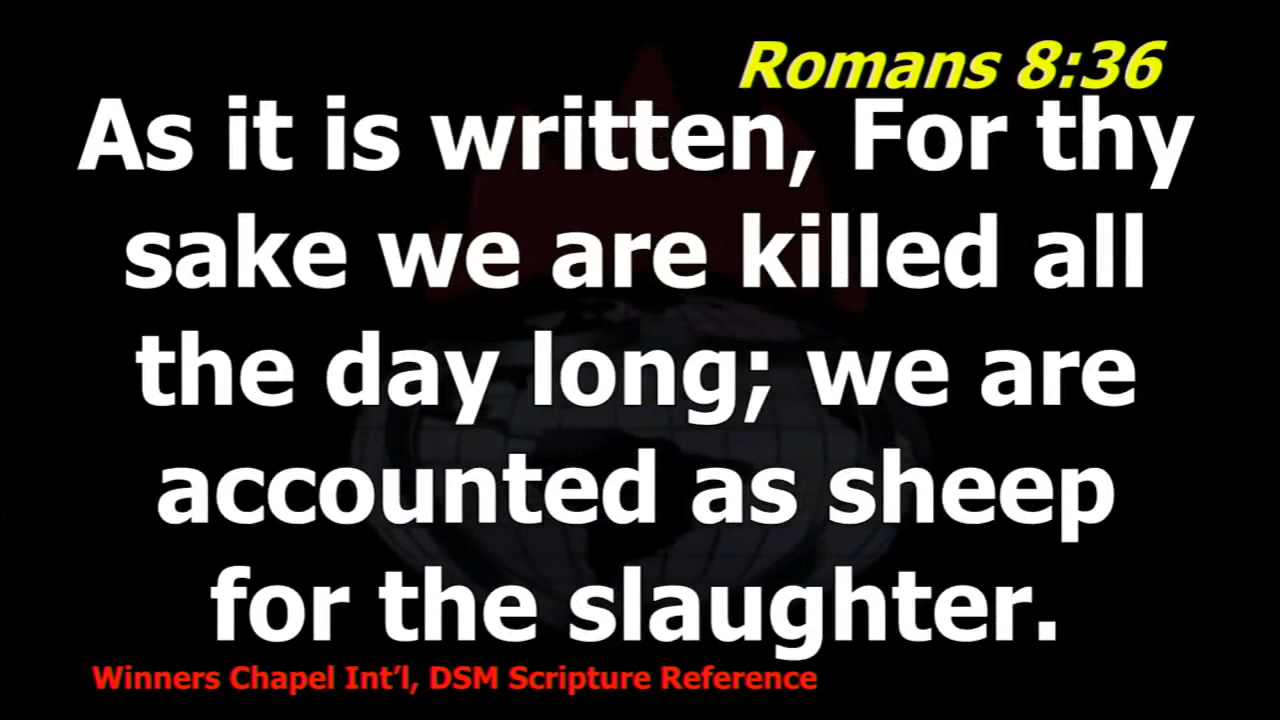 Romans 8:36
As it is written, For thy
sake we are killed all
the day long; we are
accounted as sheep
for the slaughter.
Winners Chapel Int’l, DSM Scripture Reference